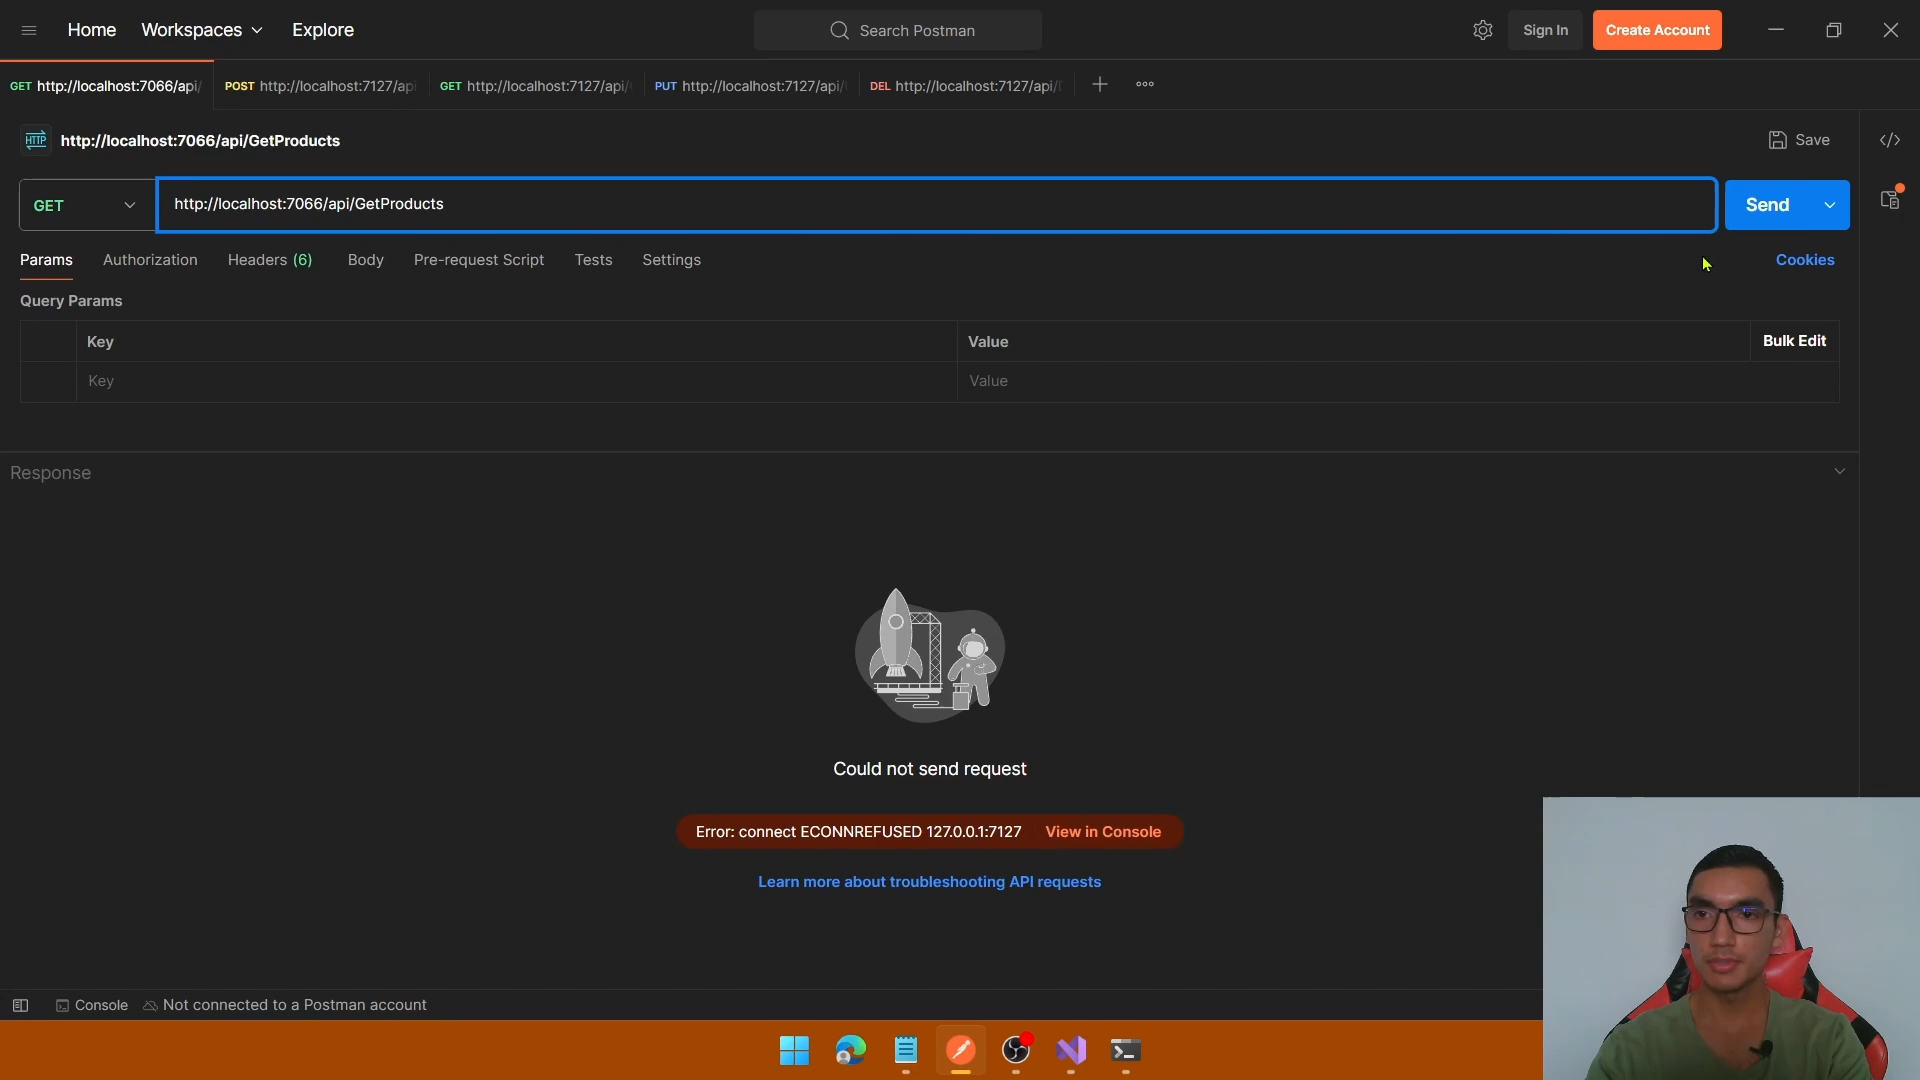 Home Workspaces Explore Search Postman Sign In Create Account
GET http://localhost:7066/api/ POST http://localhost:7127/api GET http://localhost:7127/api/ PUT http://localhost:7127/api/ DEL http://localhost:7127/api/
HTTP http://localhost:7066/api/GetProducts Save
GET http://localhost:7066/api/GetProducts Send
Params Authorization Headers (6) Body Pre-request Script Tests Settings Cookies
Query Params
Key Value Bulk Edit
Key Value
Response
Could not send request
Error: connect ECONNREFUSED 127.0.0.1:7127 View in Console
Learn more about troubleshooting API requests
Console Not connected to a Postman account